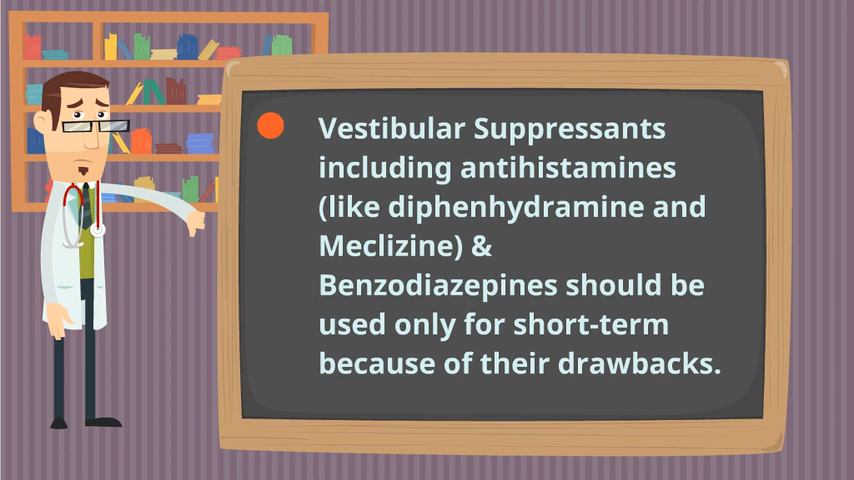 Vestibular Suppressants
including antihistamines
(like diphenhydramine and
Meclizine) &
Benzodiazepines should be
used only for short-term
because of their drawbacks.